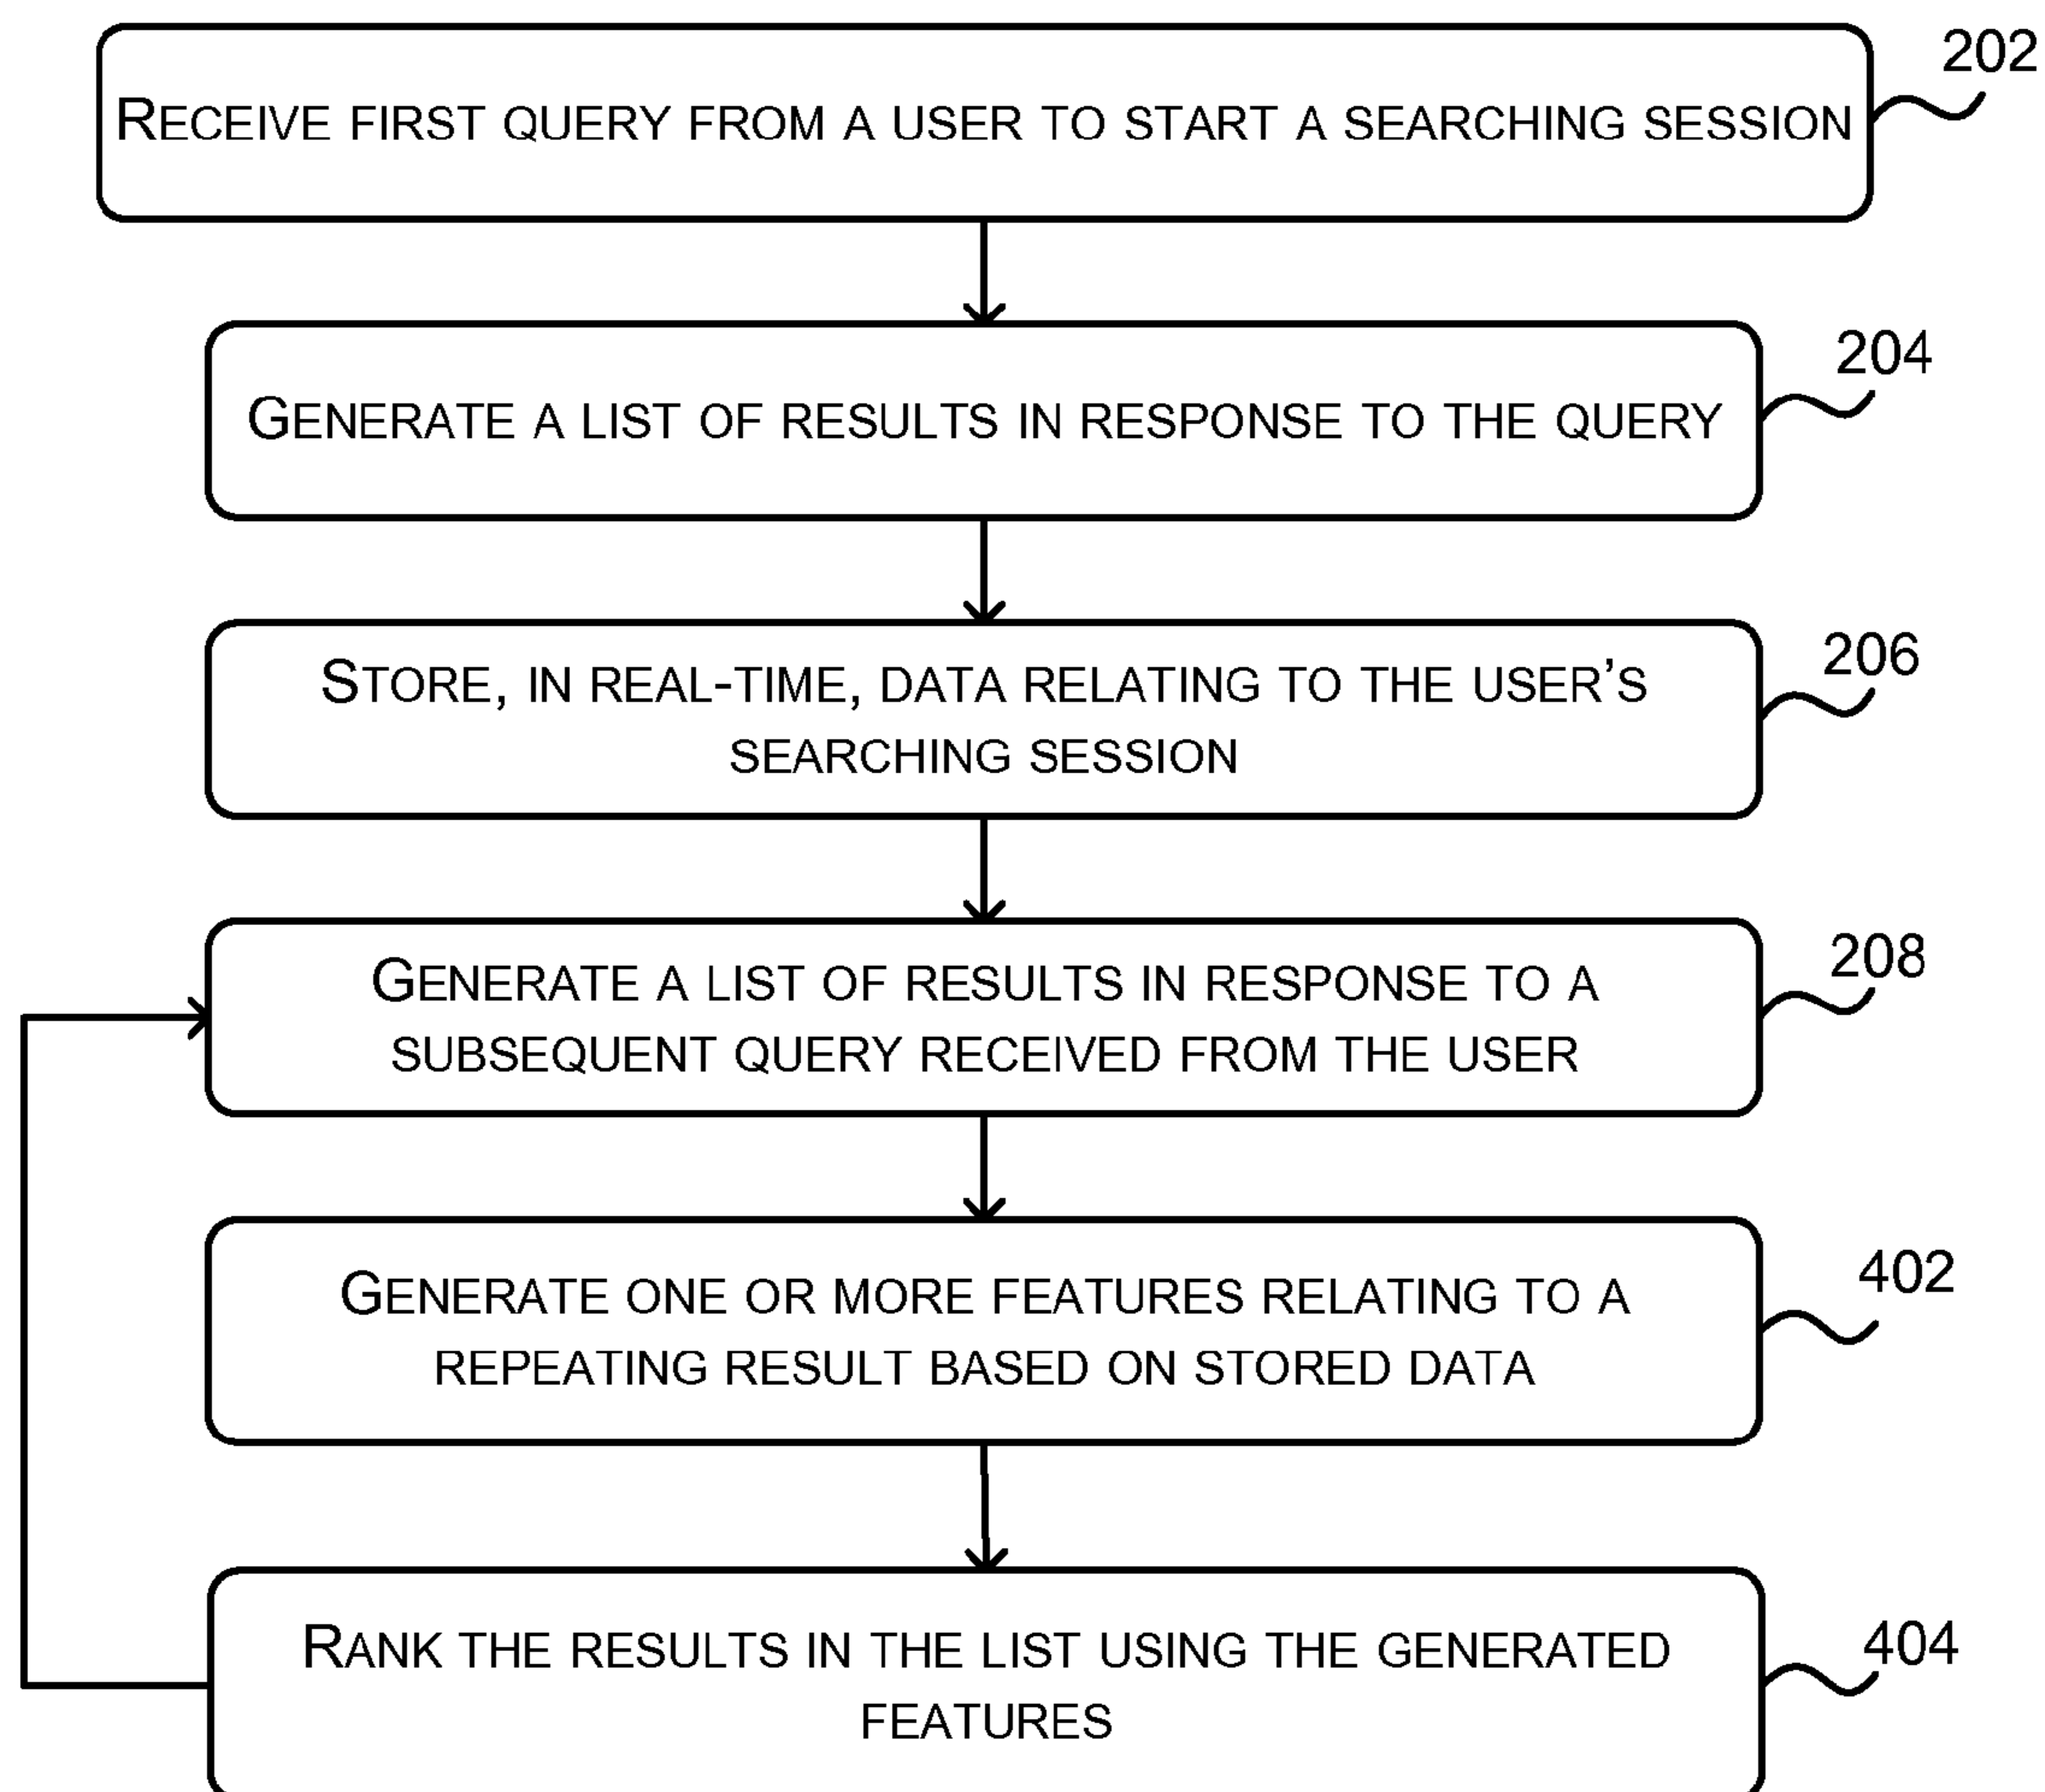 202
RECEIVE FIRST QUERY FROM A USER TO START A SEARCHING SESSION
204
GENERATE A LIST OF RESULTS IN RESPONSE TO THE QUERY
206
STORE, IN REAL-TIME, DATA RELATING TO THE USER’S
SEARCHING SESSION
208
GENERATE A LIST OF RESULTS IN RESPONSE TO A
SUBSEQUENT QUERY RECEIVED FROM THE USER
402
GENERATE ONE OR MORE FEATURES RELATING TO A
REPEATING RESULT BASED ON STORED DATA
404
RANK THE RESULTS IN THE LIST USING THE GENERATED
FEATURES